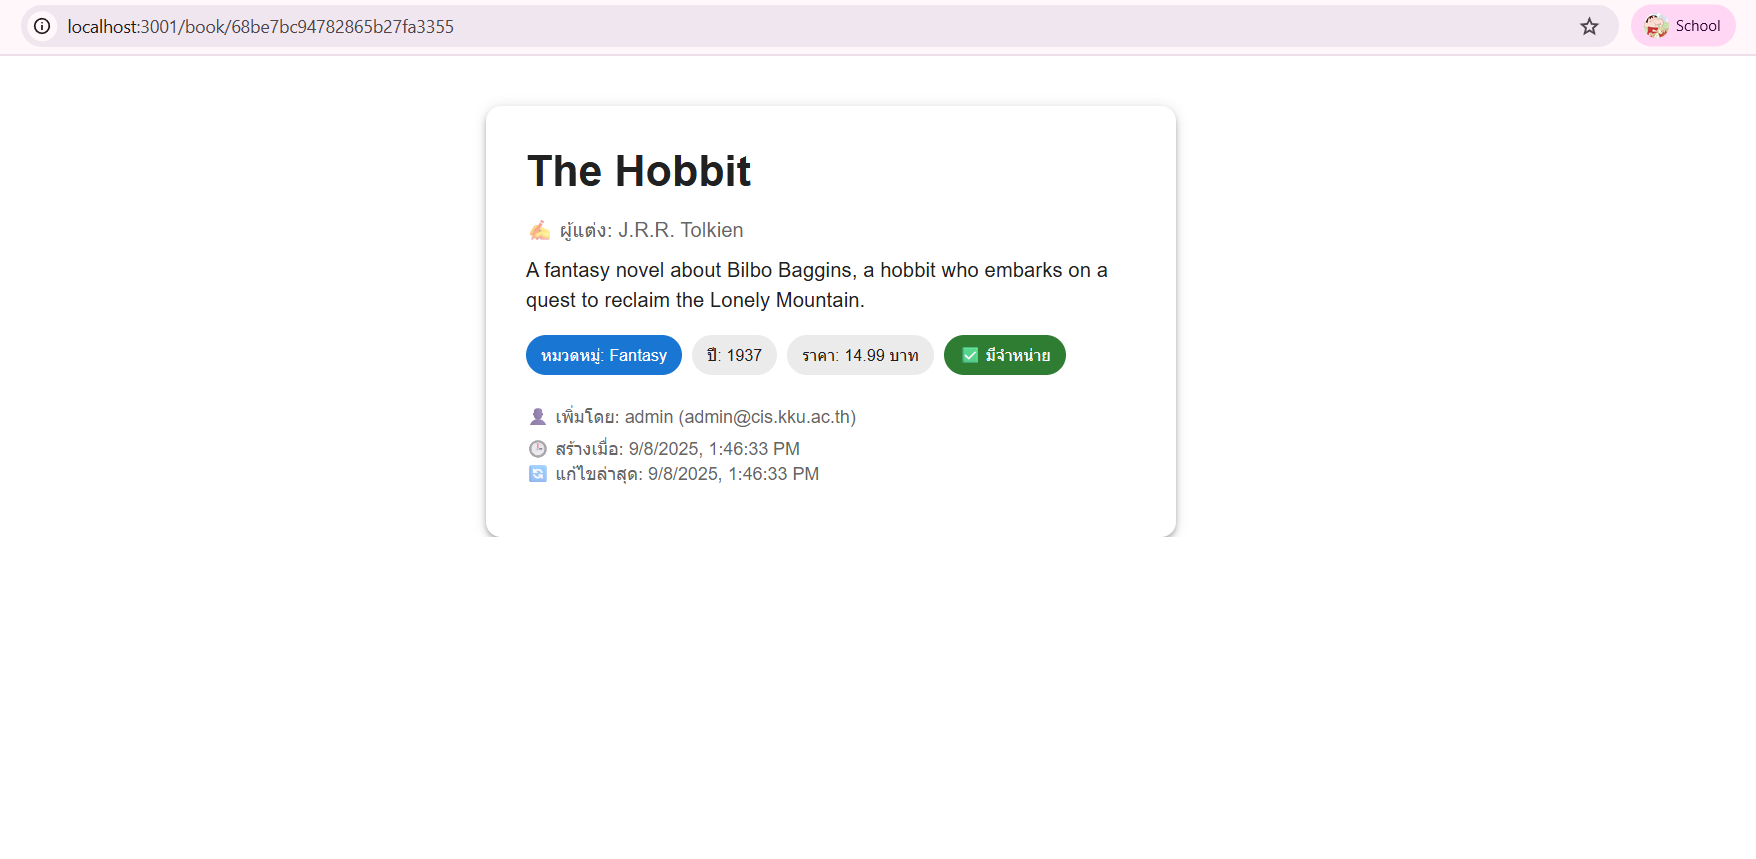 localhost:3001/book/68be7bc94782865b27fa3355
School
The Hobbit
✍️ ผู้แต่ง: J.R.R. Tolkien
A fantasy novel about Bilbo Baggins, a hobbit who embarks on a
quest to reclaim the Lonely Mountain.
หมวดหมู่: Fantasy ปี: 1937 ราคา: 14.99 บาท ✅ มีจำหน่าย
👤 เพิ่มโดย: admin (admin@cis.kku.ac.th)
🕒 สร้างเมื่อ: 9/8/2025, 1:46:33 PM
🔄 แก้ไขล่าสุด: 9/8/2025, 1:46:33 PM